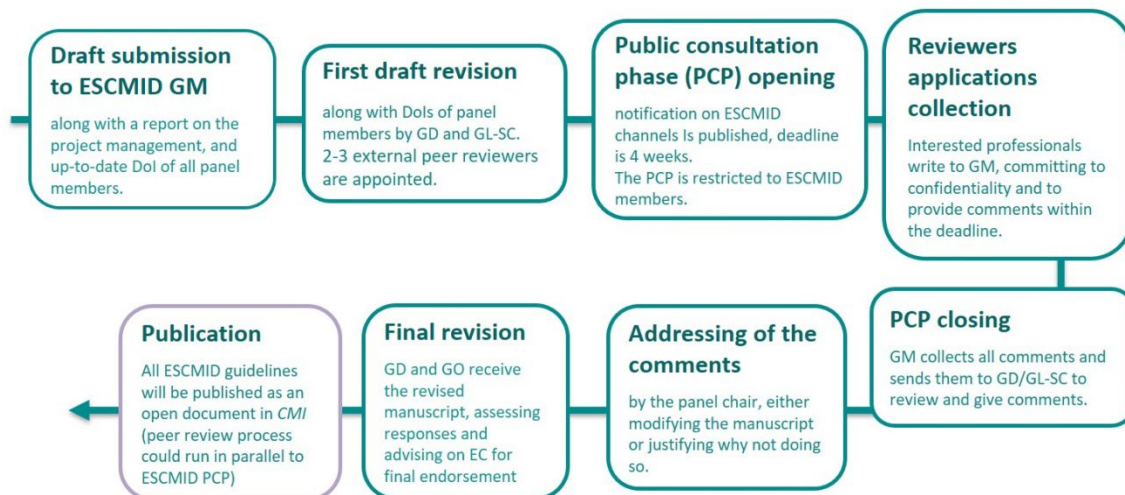 Draft submission
to ESCMID GM
along with a report on the
project management, and
up-to-date DoI of all panel
members.
First draft revision
along with DoIs of panel
members by GD and GL-SC.
2-3 external peer reviewers
are appointed.
Public consultation
phase (PCP) opening
notification on ESCMID
channels Is published, deadline
is 4 weeks.
The PCP is restricted to ESCMID
members.
Reviewers
applications
collection
Interested professionals
write to GM, committing to
confidentiality and to
provide comments within
the deadline.
PCP closing
GM collects all comments and
sends them to GD/GL-SC to
review and give comments.
Addressing of the
comments
by the panel chair, either
modifying the manuscript
or justifying why not doing
so.
Final revision
GD and GO receive
the revised
manuscript, assessing
responses and
advising on EC for
final endorsement
Publication
All ESCMID guidelines
will be published as an
open document in CMI
(peer review process
could run in parallel to
ESCMID PCP)